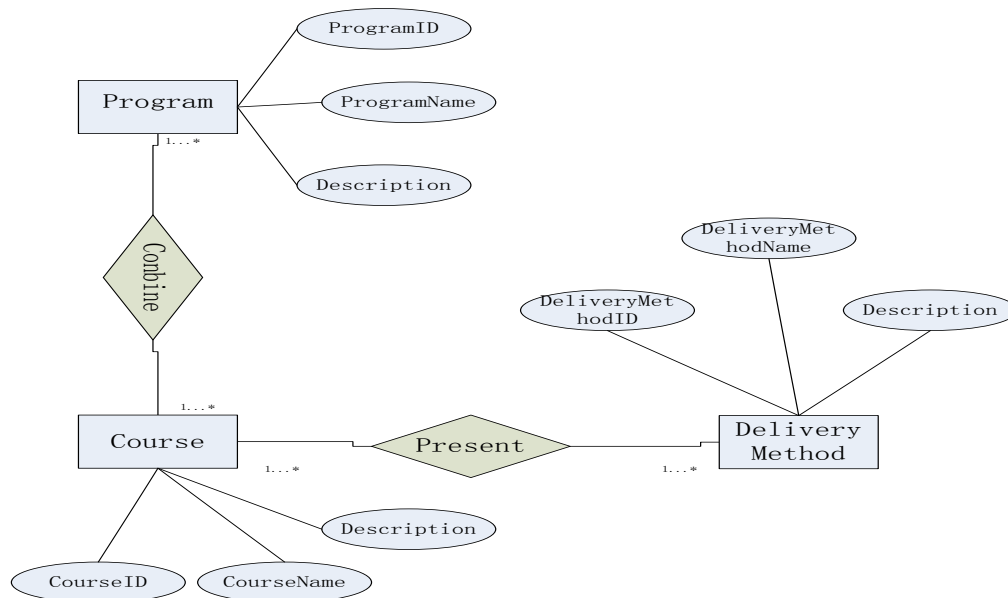 ProgramID
Program
ProgramName
1...*
Description
Conbine
DeliveryMet
hodName
DeliveryMet
hodID
Description
1...*
Course
Present
Delivery
Method
1...*
1...*
Description
CourseID
CourseName